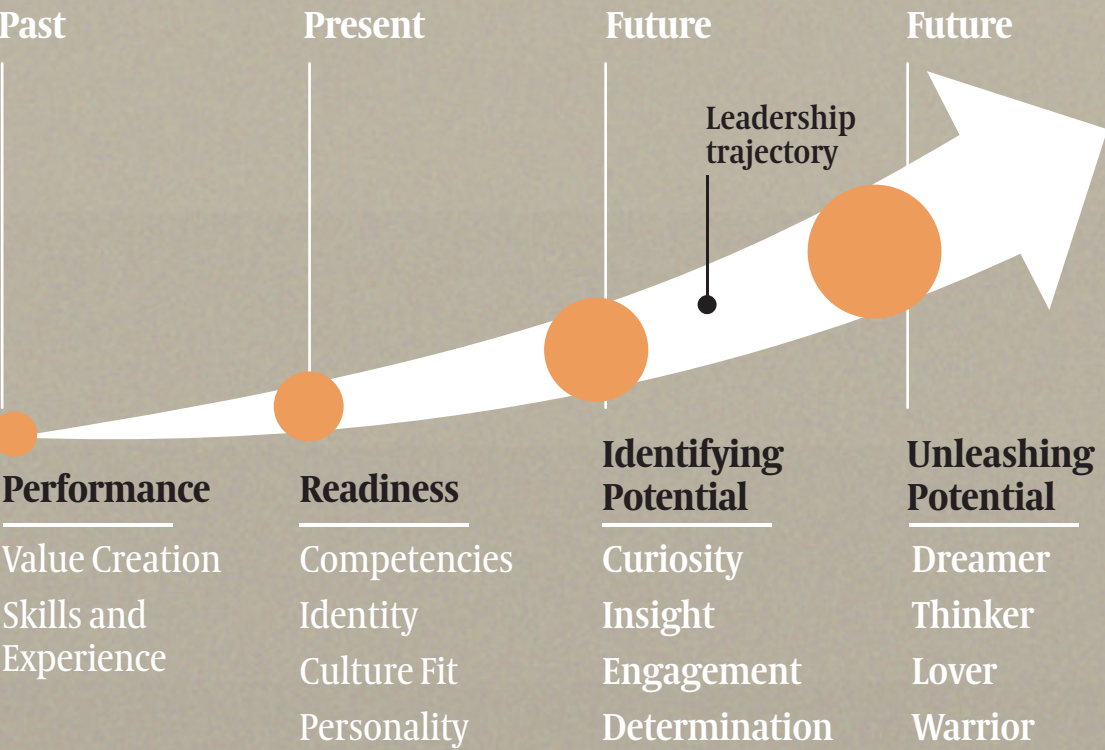 Past
Present
Future
Future
Leadership
trajectory
Performance
Value Creation
Skills and
Experience
Readiness
Competencies
Identity
Culture Fit
Personality
Identifying
Potential
Curiosity
Insight
Engagement
Determination
Unleashing
Potential
Dreamer
Thinker
Lover
Warrior